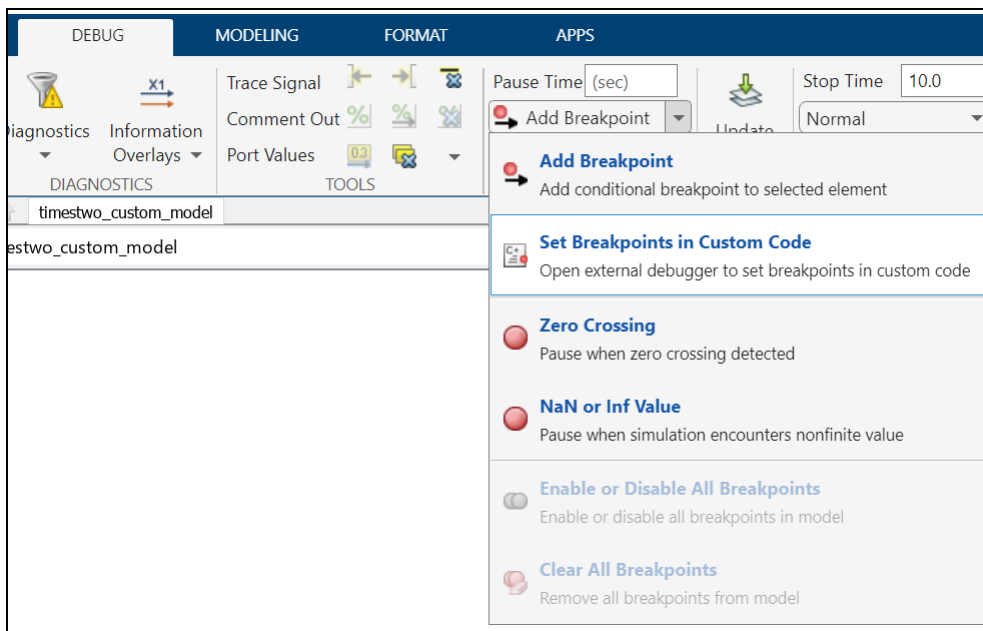 DEBUG MODELING FORMAT APPS
Trace Signal
Pause Time (sec)
Stop Time 10.0
X1
Comment Out
Add Breakpoint
Normal
iagnostics
Information
Overlays
Port Values 0.3
Update
DIAGNOSTICS
TOOLS
timestwo_custom_model
estwo_custom_model
Add Breakpoint
Add conditional breakpoint to selected element
C+
Set Breakpoints in Custom Code
Open external debugger to set breakpoints in custom code
Zero Crossing
Pause when zero crossing detected
NaN or Inf Value
Pause when simulation encounters nonfinite value
Enable or Disable All Breakpoints
Enable or disable all breakpoints in model
Clear All Breakpoints
Remove all breakpoints from model